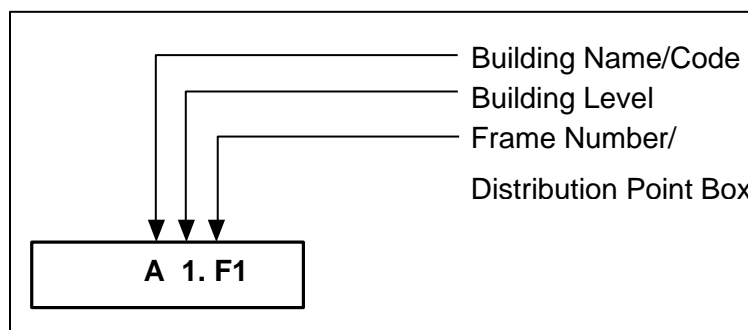 Building Name/Code
Building Level
Frame Number/
Distribution Point Box
A 1. F1